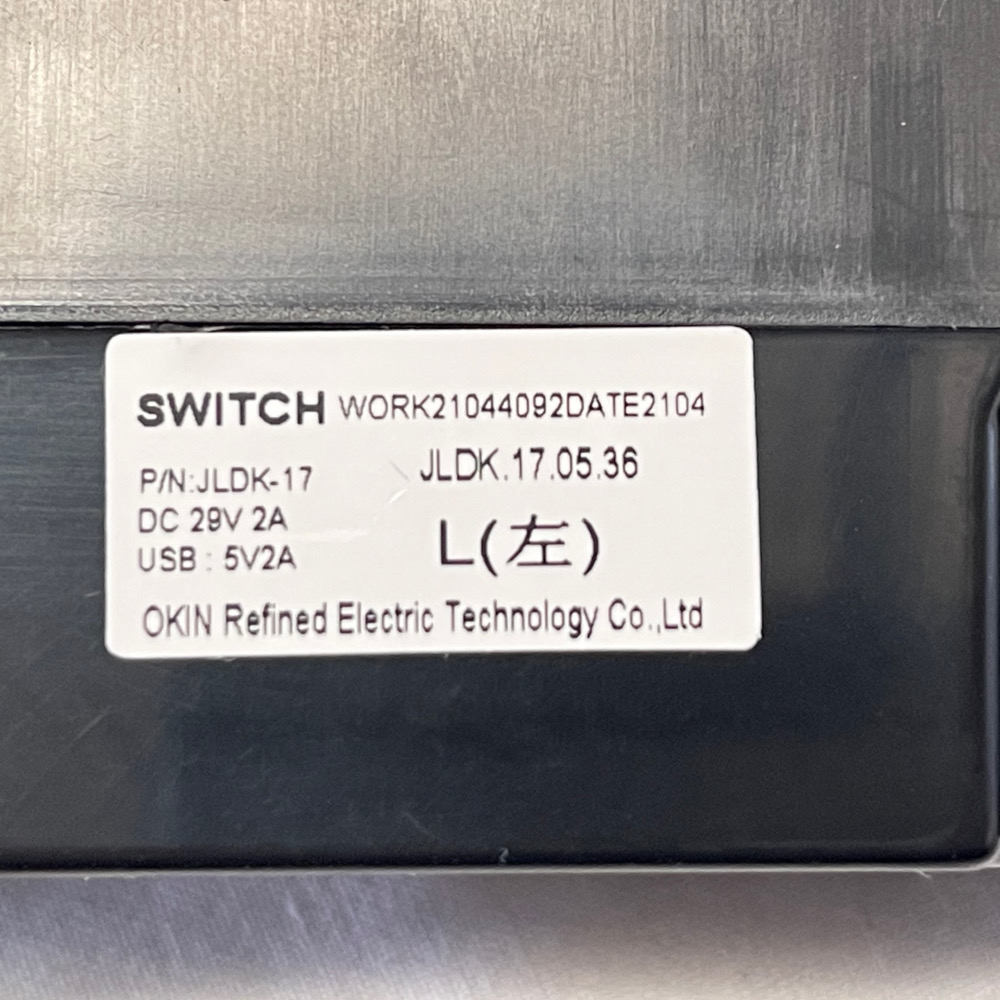 SWITCH WORK21044092DATE2104
P/N:JLDK-17 JLDK.17.05.36
DC 29V 2A
USB : 5V2A L(左)
OKIN Refined Electric Technology Co.,Ltd